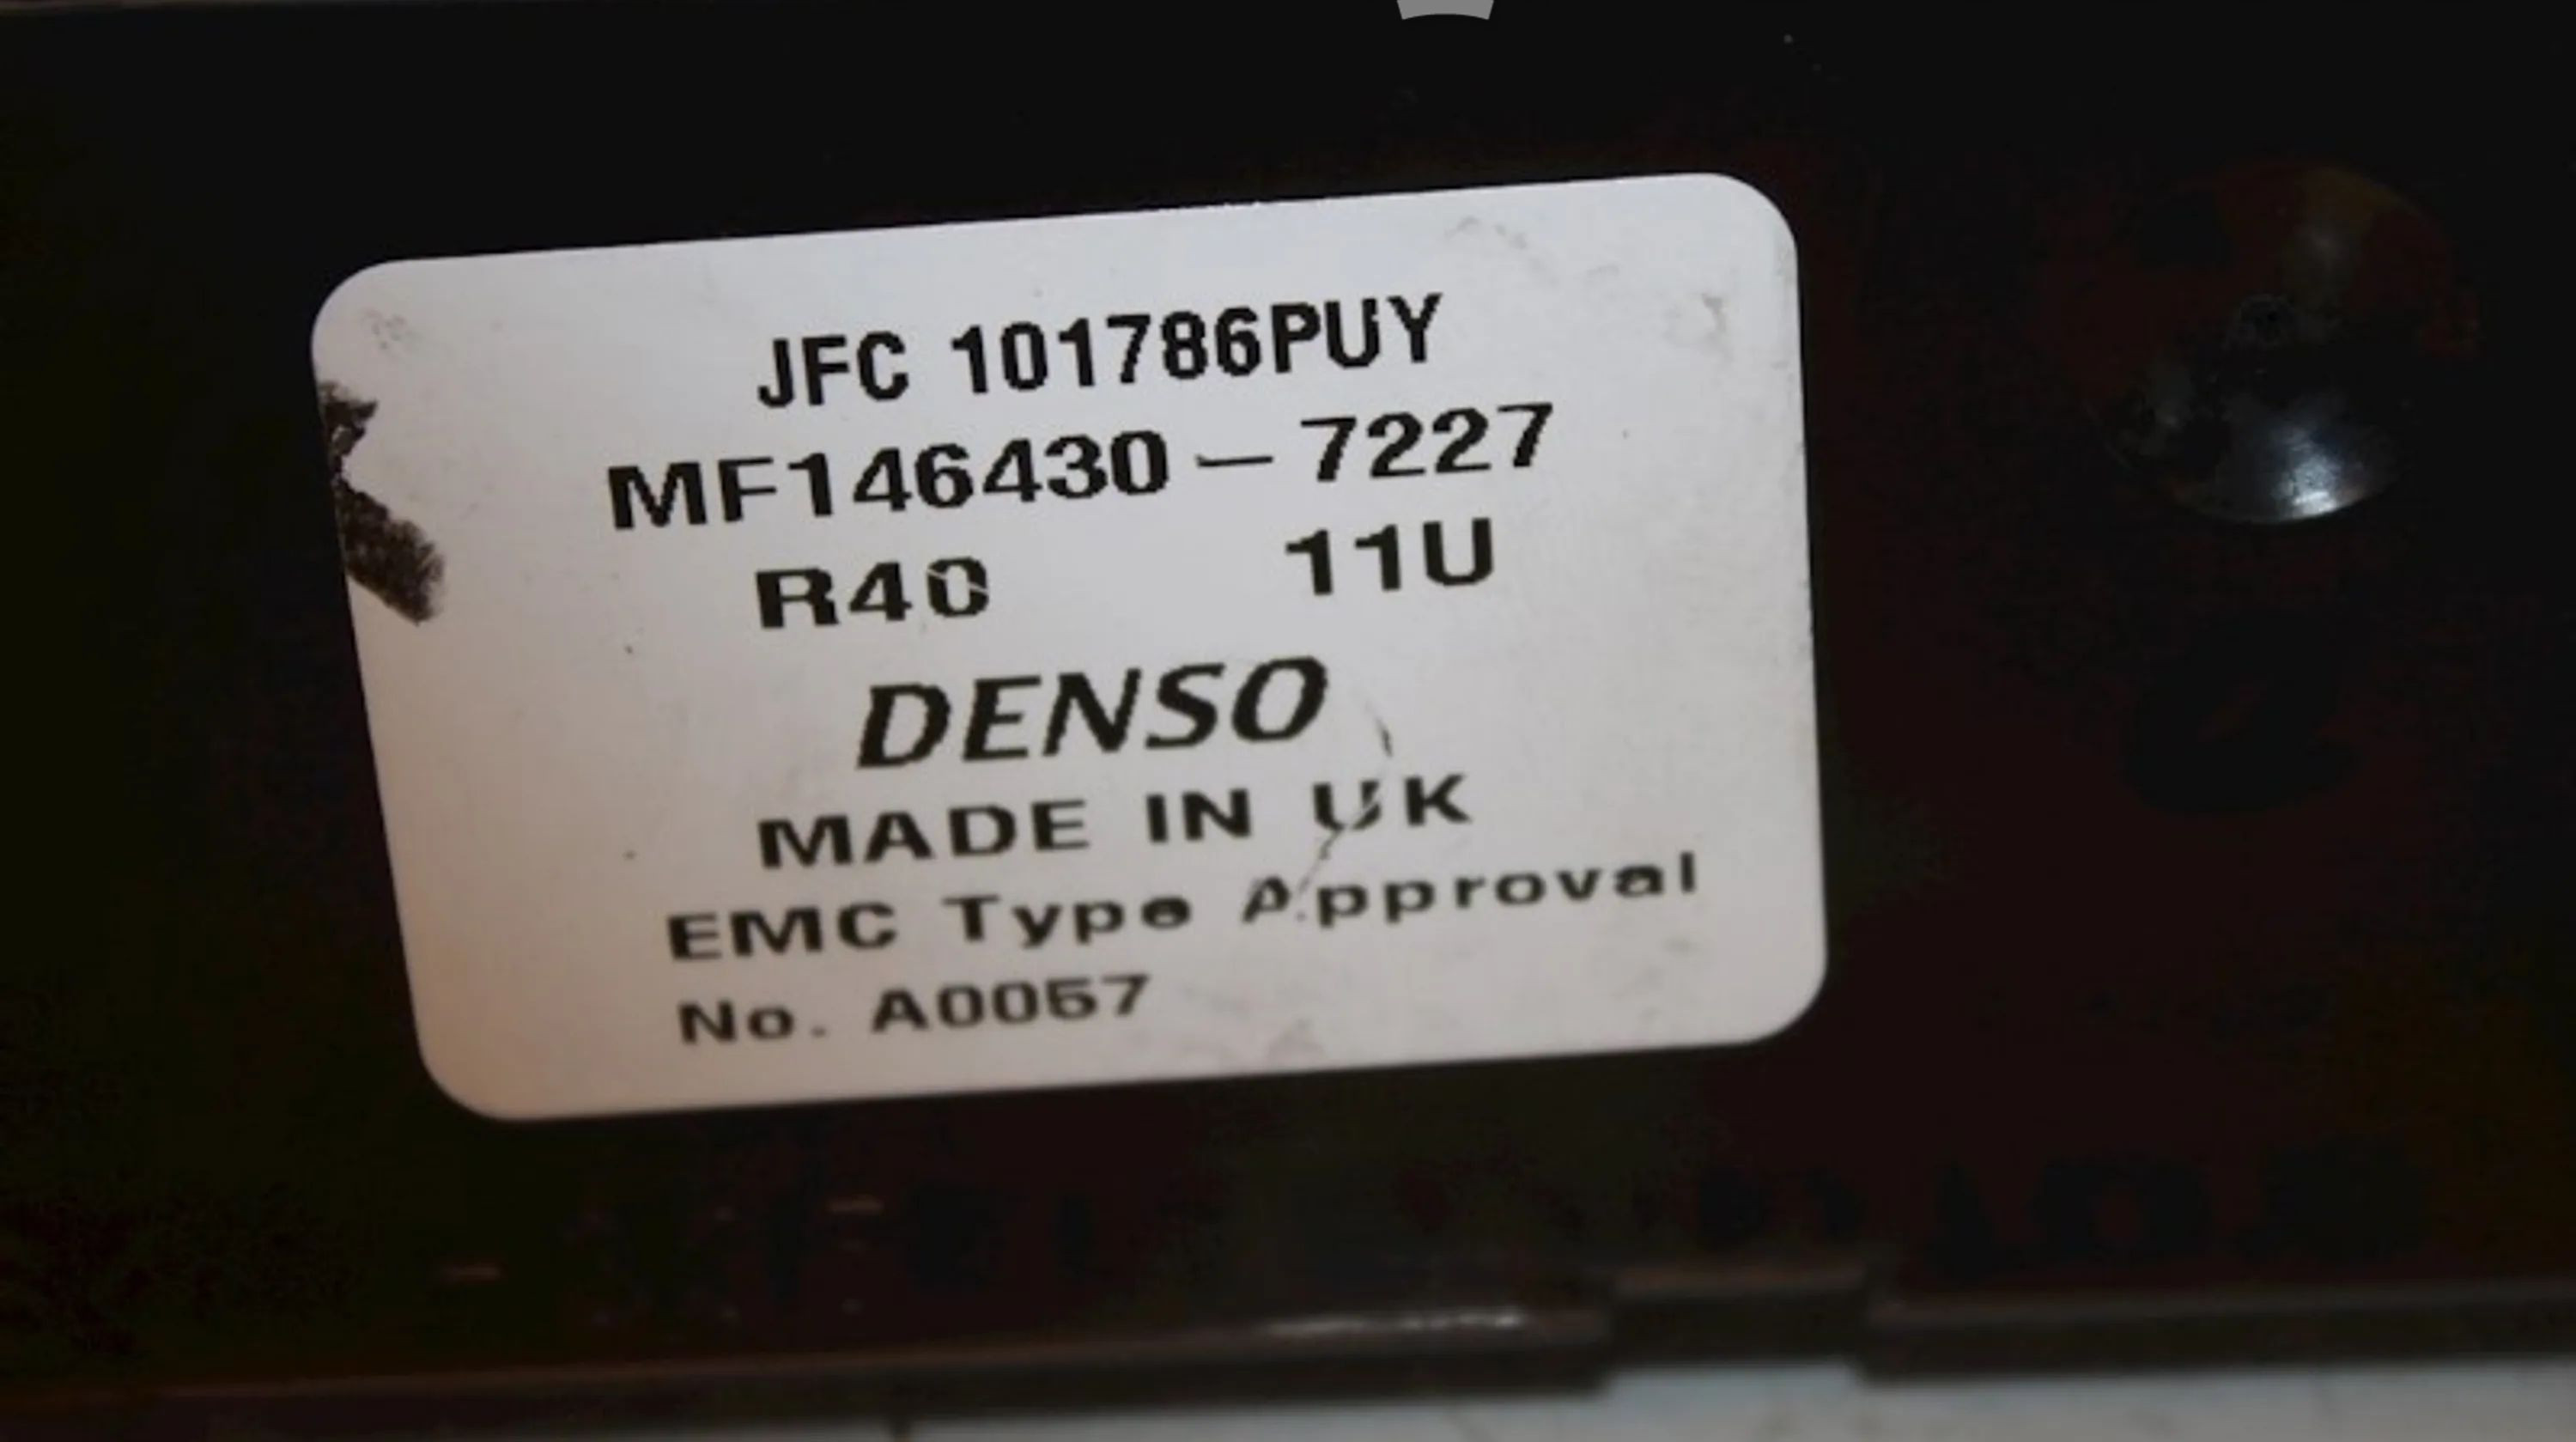 JFC 101786PUY
MF146430-7227
R40 11U
DENSO
MADE IN UK
EMC Type Approval
No. A0057